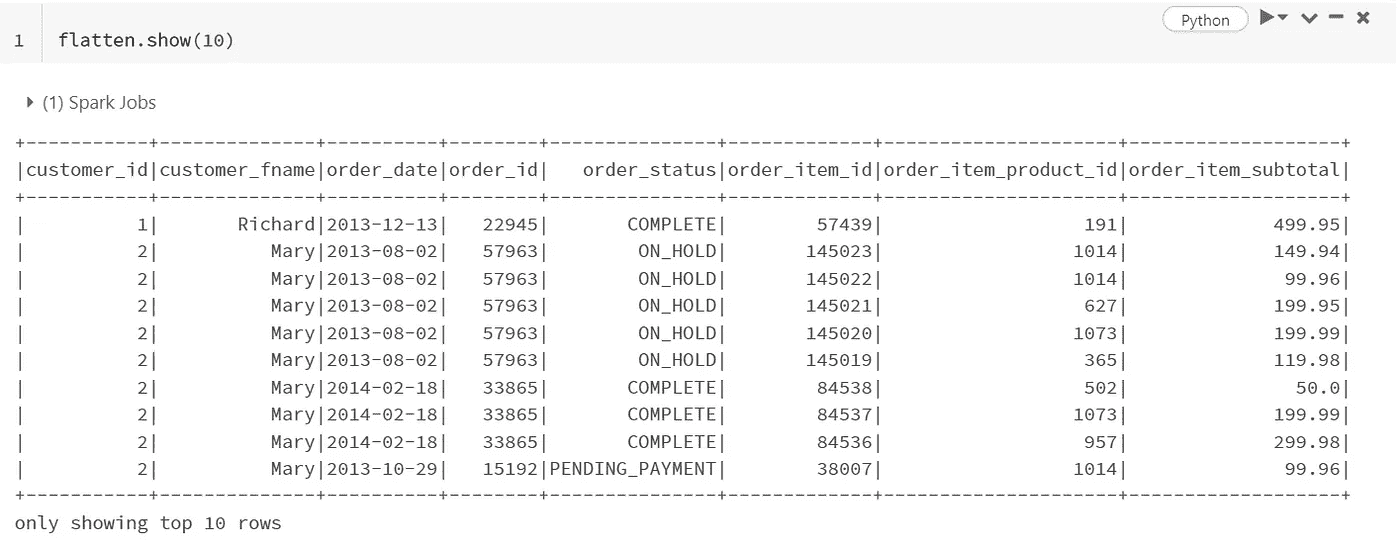 Python
1 flatten.show(10)
(1) Spark Jobs
+-----------+--------------+----------+--------+---------------+-------------+---------------------+-------------------+
|customer_id|customer_fname|order_date|order_id|   order_status|order_item_id|order_item_product_id|order_item_subtotal|
+-----------+--------------+----------+--------+---------------+-------------+---------------------+-------------------+
|          1|       Richard|2013-12-13|   22945|       COMPLETE|        57439|                  191|             499.95|
|          2|          Mary|2013-08-02|   57963|        ON_HOLD|       145023|                 1014|             149.94|
|          2|          Mary|2013-08-02|   57963|        ON_HOLD|       145022|                 1014|              99.96|
|          2|          Mary|2013-08-02|   57963|        ON_HOLD|       145021|                  627|             199.95|
|          2|          Mary|2013-08-02|   57963|        ON_HOLD|       145020|                 1073|             199.99|
|          2|          Mary|2013-08-02|   57963|        ON_HOLD|       145019|                  365|             119.98|
|          2|          Mary|2014-02-18|   33865|       COMPLETE|        84538|                  502|               50.0|
|          2|          Mary|2014-02-18|   33865|       COMPLETE|        84537|                 1073|             199.99|
|          2|          Mary|2014-02-18|   33865|       COMPLETE|        84536|                  957|             299.98|
|          2|          Mary|2013-10-29|   15192|PENDING_PAYMENT|        38007|                 1014|              99.96|
+-----------+--------------+----------+--------+---------------+-------------+---------------------+-------------------+
only showing top 10 rows